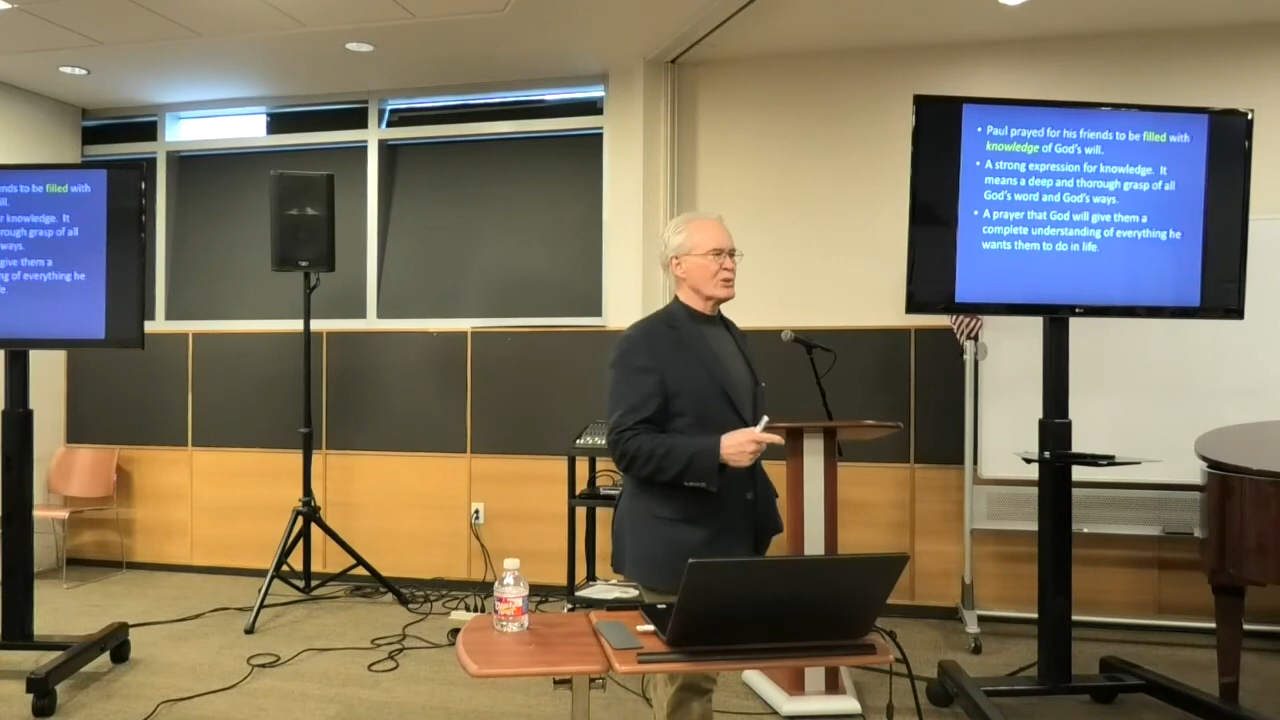 Paul prayed for his friends to be filled with
knowledge of God's will.
A strong expression for knowledge. It
means a deep and thorough grasp of all
God's word and God's ways.
A prayer that God will give them a
complete understanding of everything he
wants them to do in life.
ends to be filled with
ill.
r knowledge. It
rough grasp of all
ways.
give them a
ng of everything he
e.
LG